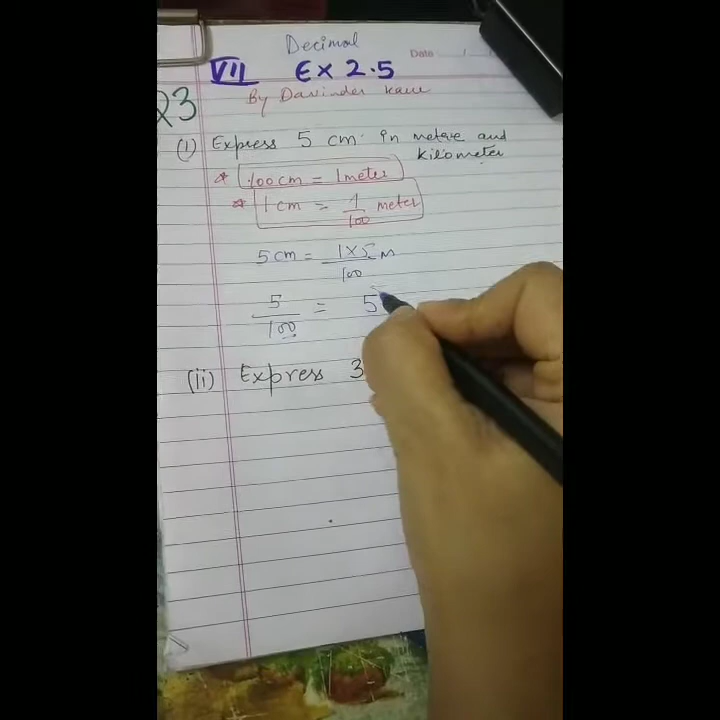 Decimal
Date
VII EX 2.5
By Davinder kaur
Q3
(i) Express 5 cm in metre and
kilometer
* 100 cm = 1 meter
* 1 cm = 1/100 meter
5 cm = 1×5/100 M
5/100 = 5
(ii) Express 3